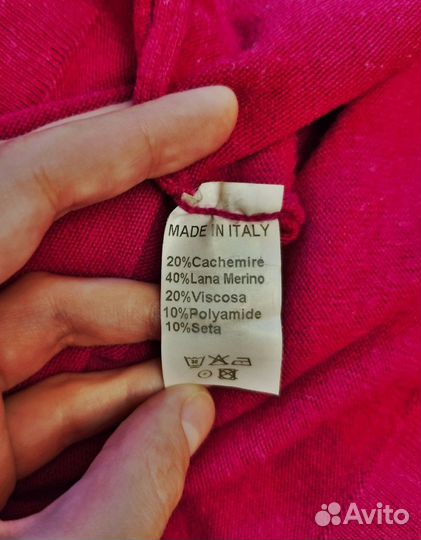 MADE IN ITALY
20%Cachemire
40%Lana Merino
20%Viscosa
10%Polyamide
10%Seta
Avito